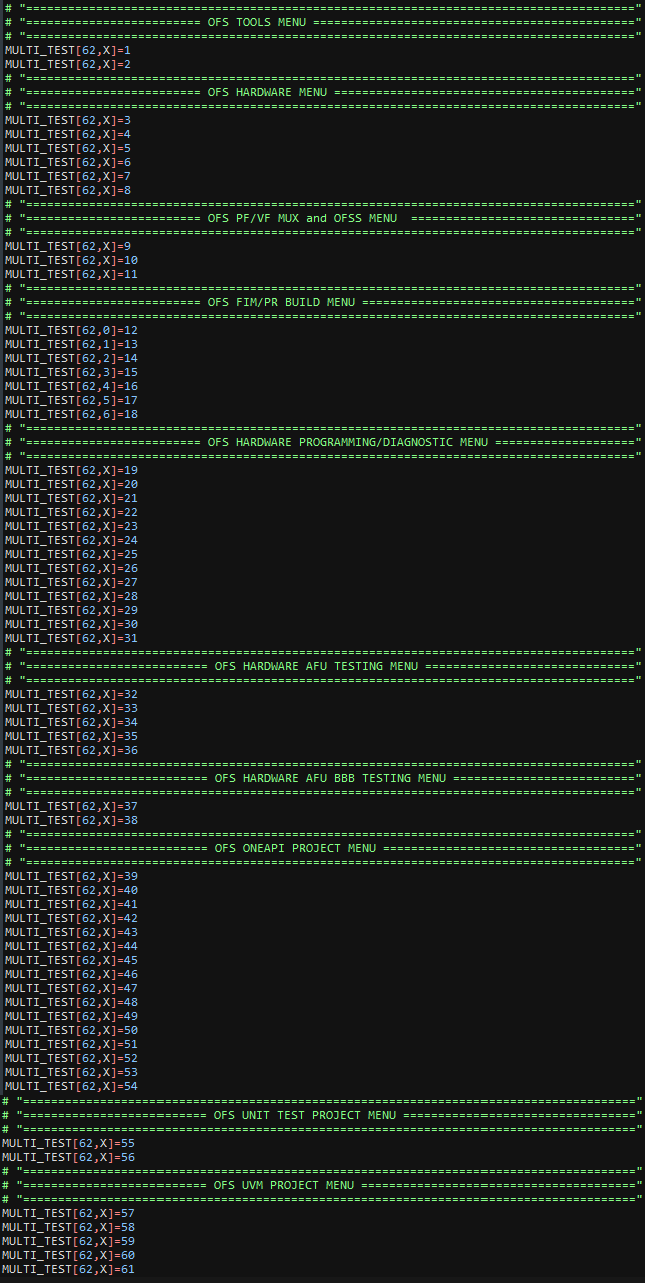 # "======================================================================================="
# "========================= OFS TOOLS MENU =============================================="
# "======================================================================================="
MULTI_TEST[62,X]=1
MULTI_TEST[62,X]=2
# "======================================================================================="
# "========================= OFS HARDWARE MENU ==========================================="
# "======================================================================================="
MULTI_TEST[62,X]=3
MULTI_TEST[62,X]=4
MULTI_TEST[62,X]=5
MULTI_TEST[62,X]=6
MULTI_TEST[62,X]=7
MULTI_TEST[62,X]=8
# "======================================================================================="
# "========================= OFS PF/VF MUX and OFSS MENU  ================================"
# "======================================================================================="
MULTI_TEST[62,X]=9
MULTI_TEST[62,X]=10
MULTI_TEST[62,X]=11
# "======================================================================================="
# "========================= OFS FIM/PR BUILD MENU ======================================="
# "======================================================================================="
MULTI_TEST[62,0]=12
MULTI_TEST[62,1]=13
MULTI_TEST[62,2]=14
MULTI_TEST[62,3]=15
MULTI_TEST[62,4]=16
MULTI_TEST[62,5]=17
MULTI_TEST[62,6]=18
# "======================================================================================="
# "========================= OFS HARDWARE PROGRAMMING/DIAGNOSTIC MENU ===================="
# "======================================================================================="
MULTI_TEST[62,X]=19
MULTI_TEST[62,X]=20
MULTI_TEST[62,X]=21
MULTI_TEST[62,X]=22
MULTI_TEST[62,X]=23
MULTI_TEST[62,X]=24
MULTI_TEST[62,X]=25
MULTI_TEST[62,X]=26
MULTI_TEST[62,X]=27
MULTI_TEST[62,X]=28
MULTI_TEST[62,X]=29
MULTI_TEST[62,X]=30
MULTI_TEST[62,X]=31
# "======================================================================================="
# "========================== OFS HARDWARE AFU TESTING MENU =============================="
# "======================================================================================="
MULTI_TEST[62,X]=32
MULTI_TEST[62,X]=33
MULTI_TEST[62,X]=34
MULTI_TEST[62,X]=35
MULTI_TEST[62,X]=36
# "======================================================================================="
# "========================== OFS HARDWARE AFU BBB TESTING MENU =========================="
# "======================================================================================="
MULTI_TEST[62,X]=37
MULTI_TEST[62,X]=38
# "======================================================================================="
# "========================== OFS ONEAPI PROJECT MENU ===================================="
# "======================================================================================="
MULTI_TEST[62,X]=39
MULTI_TEST[62,X]=40
MULTI_TEST[62,X]=41
MULTI_TEST[62,X]=42
MULTI_TEST[62,X]=43
MULTI_TEST[62,X]=44
MULTI_TEST[62,X]=45
MULTI_TEST[62,X]=46
MULTI_TEST[62,X]=47
MULTI_TEST[62,X]=48
MULTI_TEST[62,X]=49
MULTI_TEST[62,X]=50
MULTI_TEST[62,X]=51
MULTI_TEST[62,X]=52
MULTI_TEST[62,X]=53
MULTI_TEST[62,X]=54
# "======================================================================================="
# "========================== OFS UNIT TEST PROJECT MENU ================================="
# "======================================================================================="
MULTI_TEST[62,X]=55
MULTI_TEST[62,X]=56
# "======================================================================================="
# "========================== OFS UVM PROJECT MENU ======================================="
# "======================================================================================="
MULTI_TEST[62,X]=57
MULTI_TEST[62,X]=58
MULTI_TEST[62,X]=59
MULTI_TEST[62,X]=60
MULTI_TEST[62,X]=61